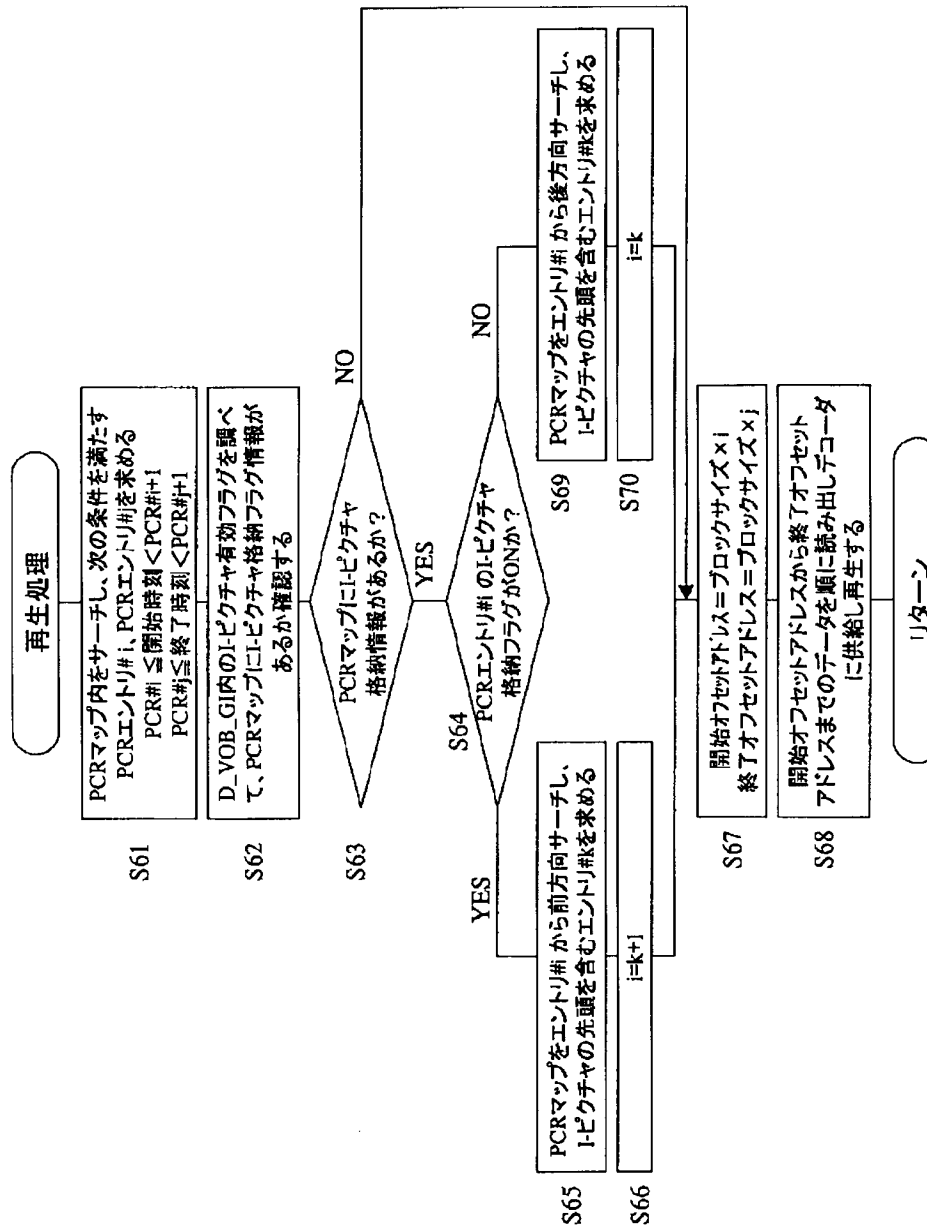 再生処理
S61
PCRマップ内をサーチし、次の条件を満たす
PCRエントリ#i、PCRエントリ#jを求める
PCR#i≦開始時刻<PCR#i+1
PCR#j≦終了時刻<PCR#j+1
S62
D_VOB_GI内のI-ピクチャ有効フラグを調べ
て、PCRマップにI-ピクチャ格納フラグ情報が
あるか確認する
S63
PCRマップにI-ピクチャ
格納情報があるか?
NO
YES
S64
PCRエントリ#iのI-ピクチャ
格納フラグがONか?
YES
NO
S65
PCRマップをエントリ#iから前方向サーチし、
I-ピクチャの先頭を含むエントリ#kを求める
S66
i=k+1
S69
PCRマップをエントリ#iから後方向サーチし、
I-ピクチャの先頭を含むエントリ#kを求める
S70
i=k
S67
開始オフセットアドレス=ブロックサイズ×i
終了オフセットアドレス=ブロックサイズ×j
S68
開始オフセットアドレスから終了オフセット
アドレスまでのデータを順に読み出しデコーダ
に供給し再生する
リターン